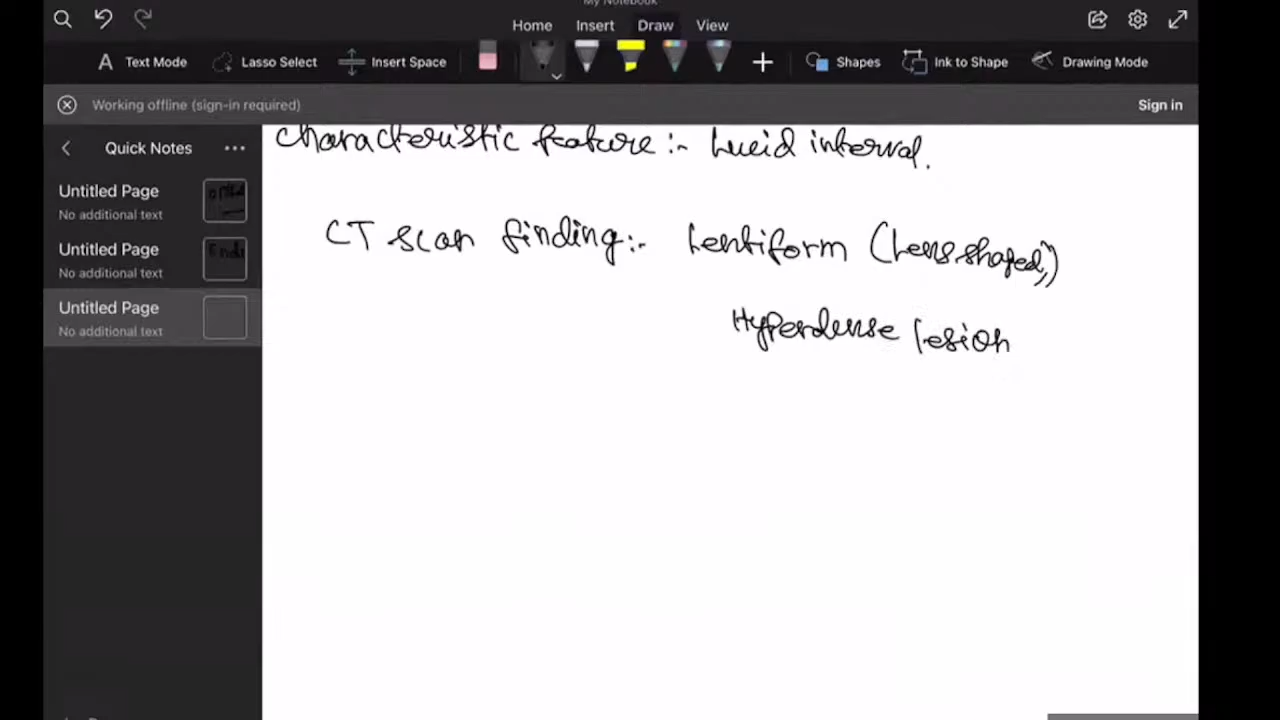 My Notebook
Home Insert Draw View
Text Mode Lasso Select Insert Space Shapes Ink to Shape Drawing Mode
Working offline (sign-in required) Sign in
Quick Notes
Untitled Page
No additional text
Untitled Page
No additional text
Untitled Page
No additional text
Characteristic feature :- Lucid interval.
CT scan finding :- Lentiform (Lens shaped,)
Hyperdense lesion